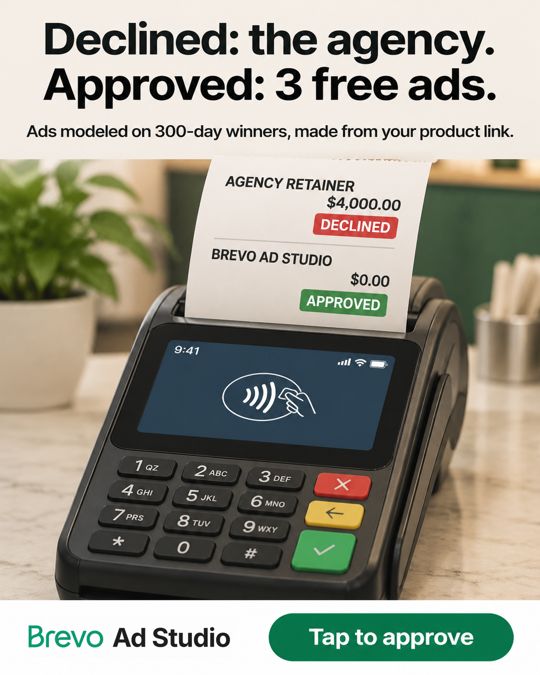 Declined: the agency.
Approved: 3 free ads.
Ads modeled on 300-day winners, made from your product link.
AGENCY RETAINER
$4,000.00
DECLINED
BREVO AD STUDIO
$0.00
APPROVED
9:41
1 QZ 2 ABC 3 DEF
4 GHI 5 JKL 6 MNO
7 PRS 8 TUV 9 WXY
* 0 #
Brevo Ad Studio
Tap to approve